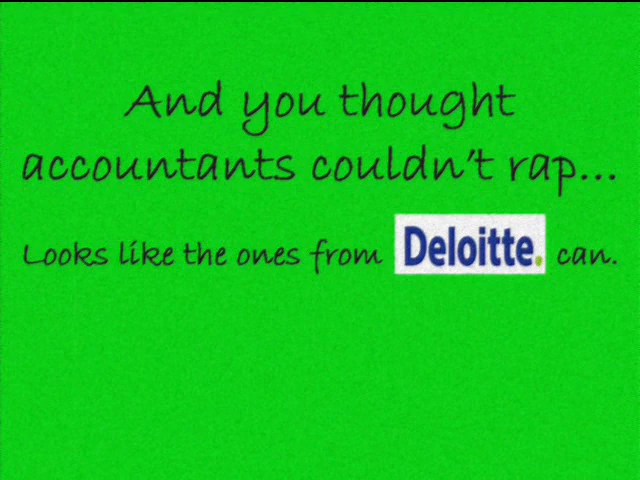 And you thought
accountants couldn't rap...
Looks like the ones from Deloitte. can.